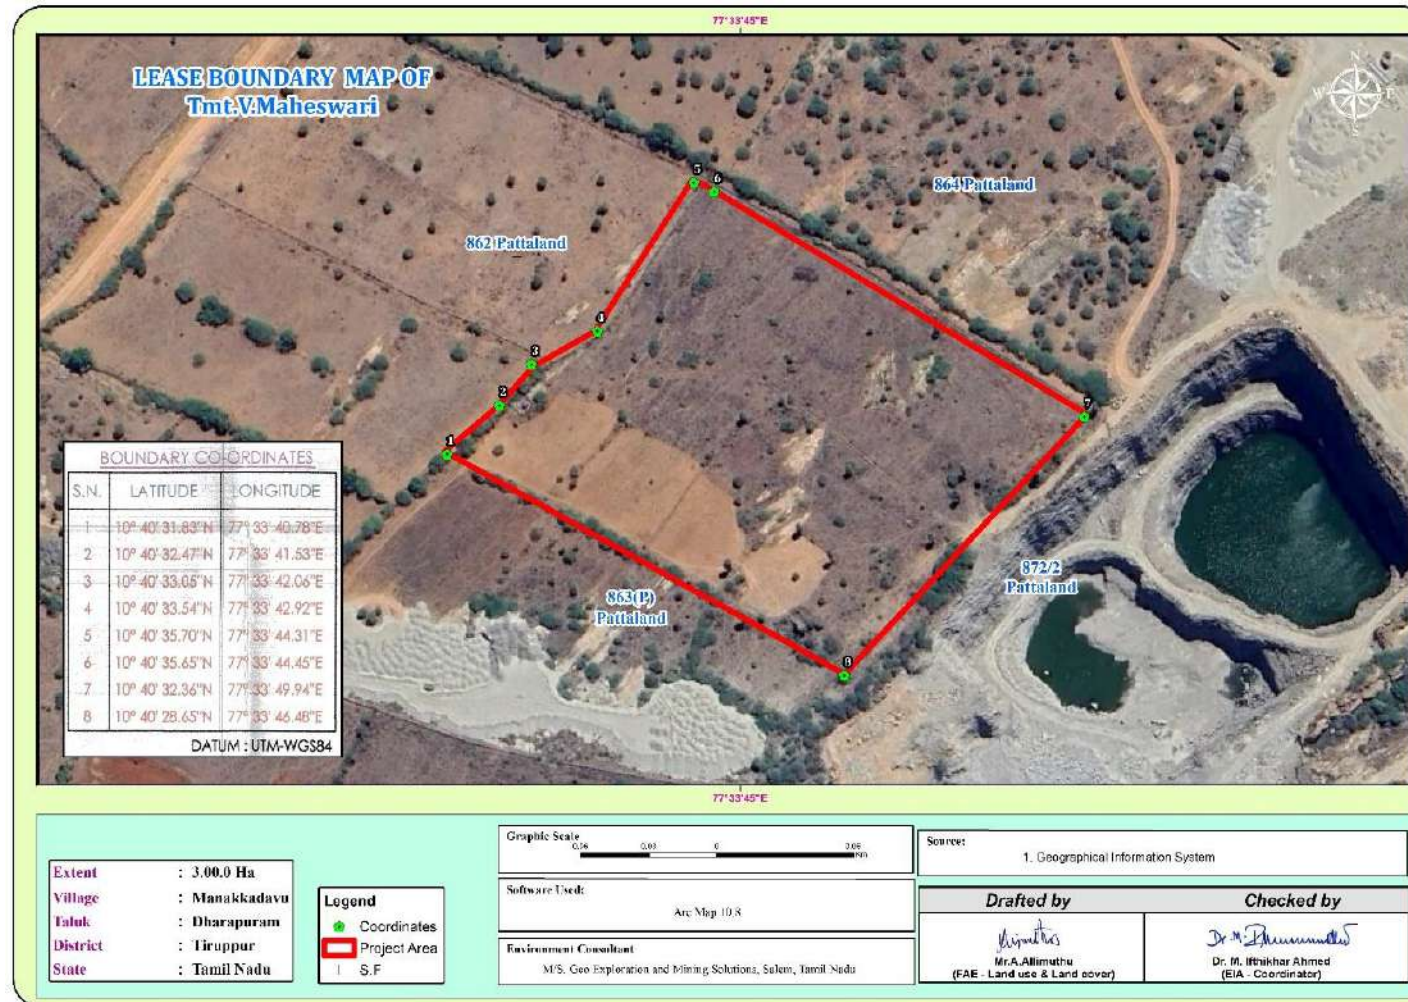 77°33'45"E
LEASE BOUNDARY MAP OF
Tmt.V.Maheswari
N
W
E
S
5
6
864 Pattaland
862 Pattaland
4
3
7
2
1
BOUNDARY CO-ORDINATES
S.N. LATITUDE LONGITUDE
1 10° 40' 31.83"N 77° 33' 40.78"E
2 10° 40' 32.47"N 77° 33' 41.53"E
3 10° 40' 33.05"N 77° 33' 42.06"E
4 10° 40' 33.54"N 77° 33' 42.92"E
5 10° 40' 35.70"N 77° 33' 44.31"E
6 10° 40' 35.65"N 77° 33' 44.45"E
7 10° 40' 32.36"N 77° 33' 49.94"E
8 10° 40' 28.65"N 77° 33' 46.48"E
DATUM : UTM-WGS84
872/2
Pattaland
863(P)
Pattaland
8
77°33'45"E
Extent : 3.00.0 Ha
Village : Manakkadavu
Taluk : Dharapuram
District : Tiruppur
State : Tamil Nadu
Legend
Coordinates
Project Area
S.F
Graphic Scale
0.06 0.03 0 0.06
Software Used:
Arc Map 10.8
Environment Consultant
M/S. Geo Exploration and Mining Solutions, Salem, Tamil Nadu
Source:
1. Geographical Information System
Drafted by Checked by
Mr.A.Allimuthu
(FAE - Land use & Land cover)
Dr. M. Ifthikhar Ahmed
(EIA - Coordinator)